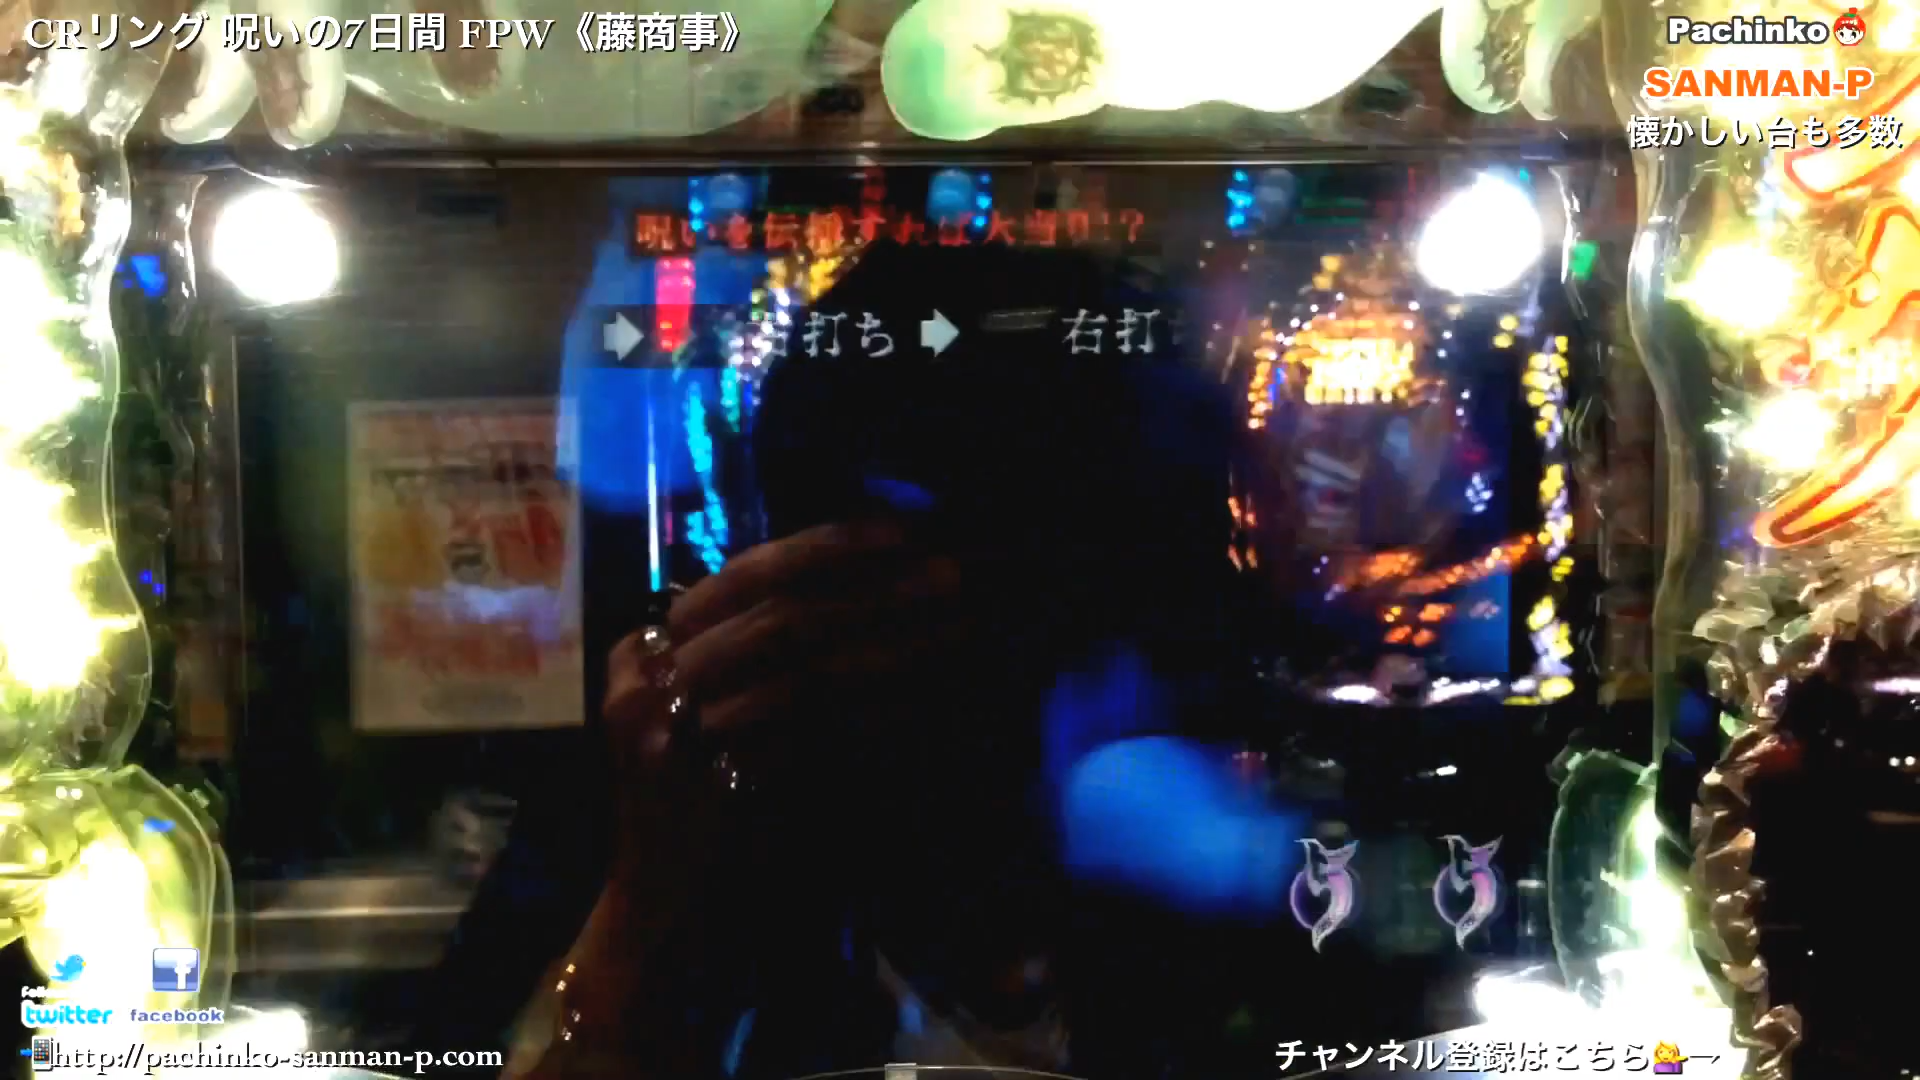 CRリング 呪いの7日間 FPW《藤商事》
Pachinko
SANMAN-P
懐かしい台も多数
呪いを伝播すれば大当り!?
右打ち 右打ち
5 5
twitter
facebook
http://pachinko-sanman-p.com
チャンネル登録はこちら